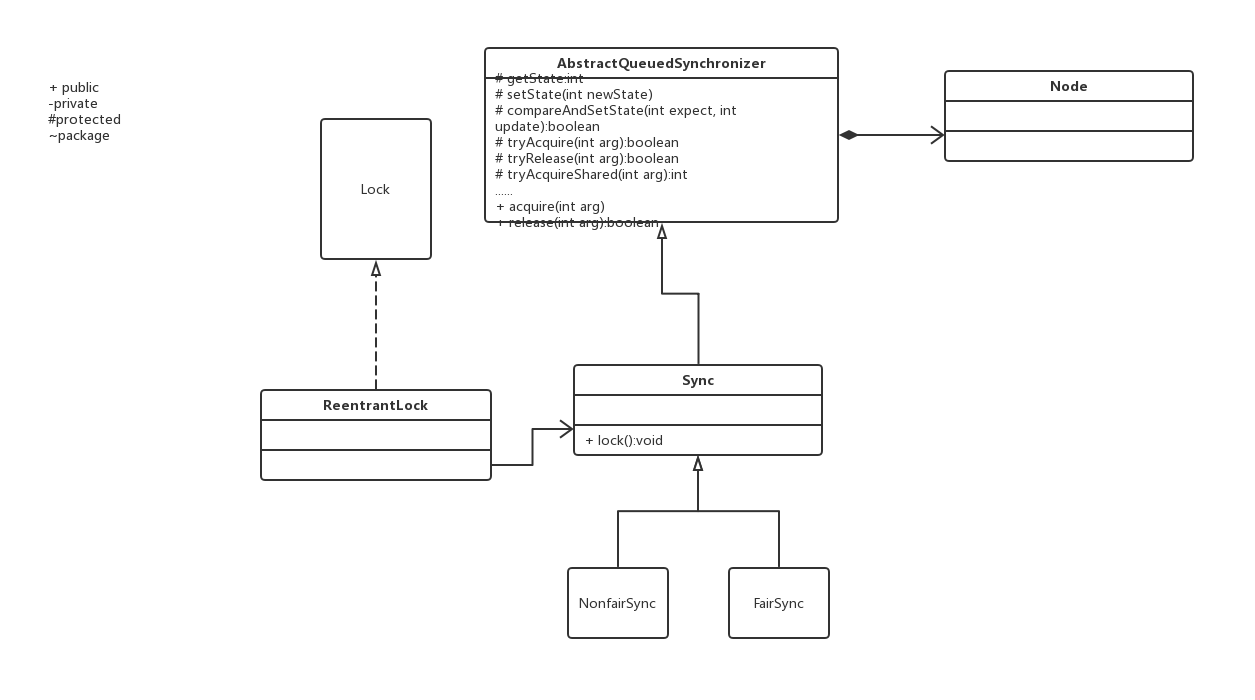 + public
-private
#protected
~package
Lock
AbstractQueuedSynchronizer
# getState:int
# setState(int newState)
# compareAndSetState(int expect, int
update):boolean
# tryAcquire(int arg):boolean
# tryRelease(int arg):boolean
# tryAcquireShared(int arg):int
......
+ acquire(int arg)
+ release(int arg):boolean
Node
ReentrantLock
Sync
+ lock():void
NonfairSync
FairSync